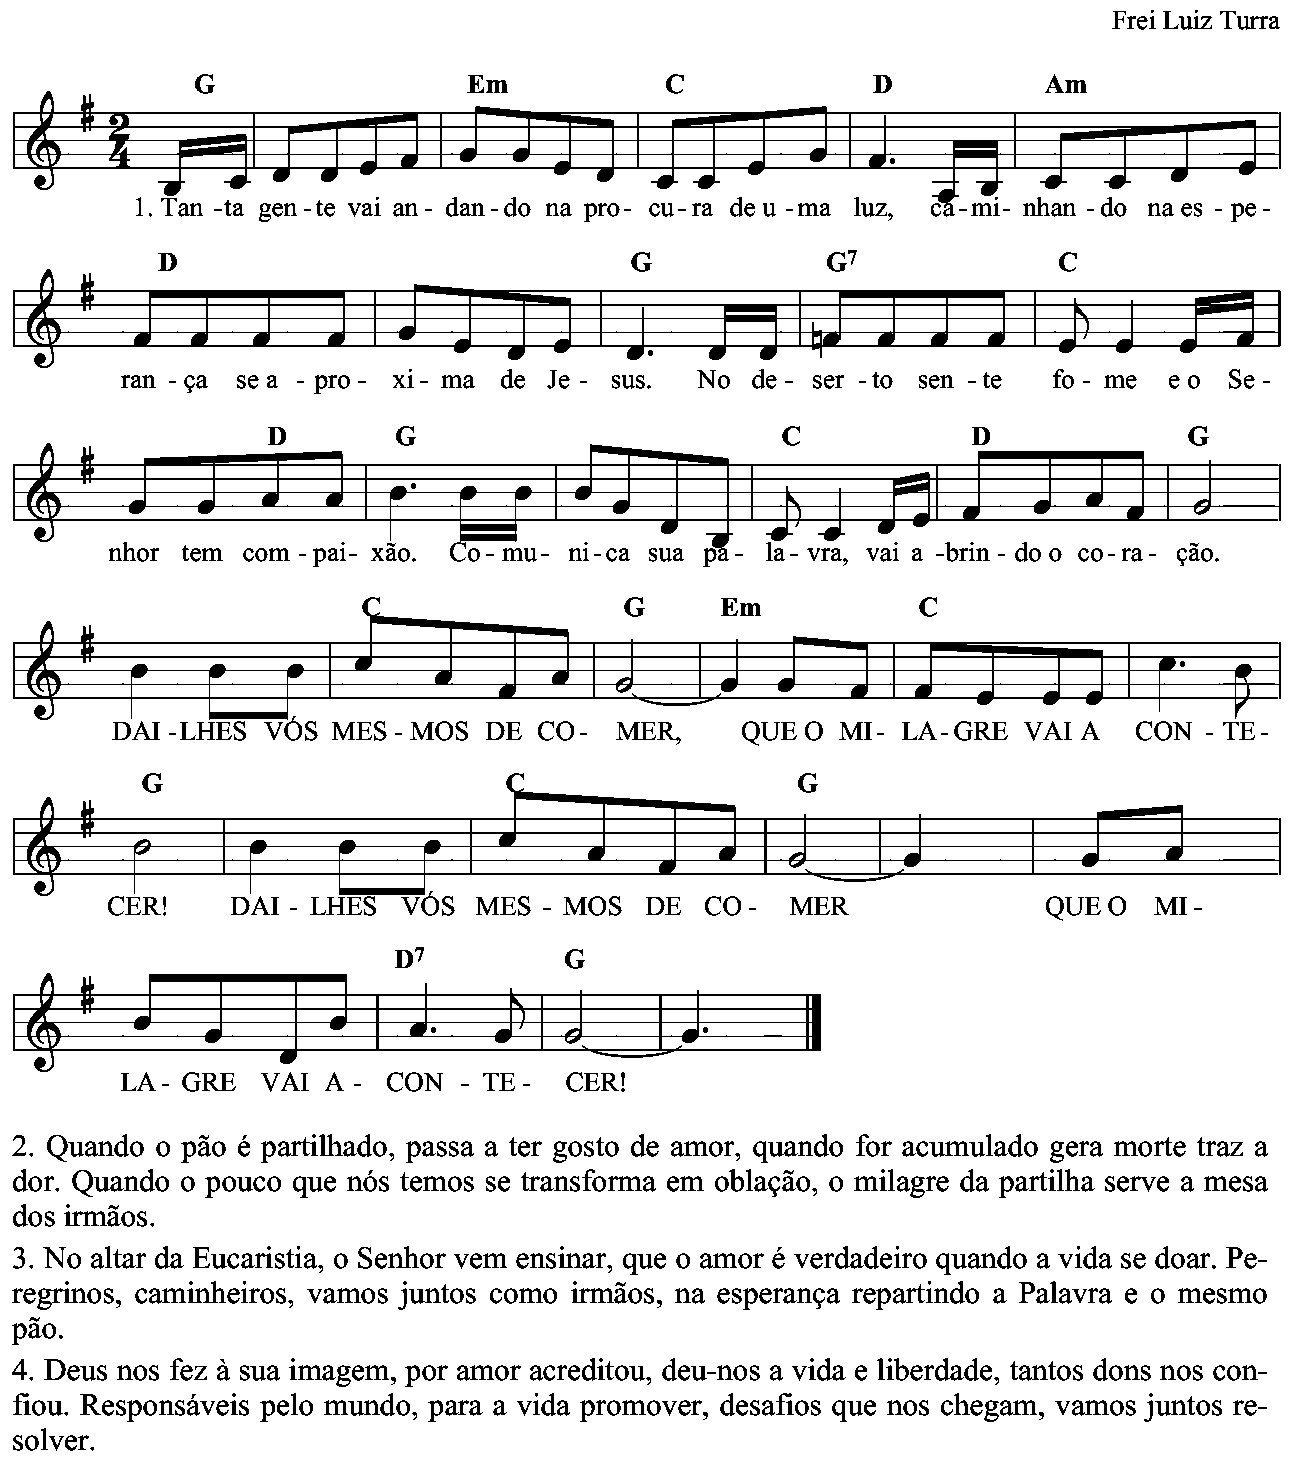 Frei Luiz Turra
G Em C D Am
2
4
1. Tan -ta gen-te vai an-dan-do na pro-cu-ra de u-ma luz, ca-mi-nhan-do na es-pe-
D G G7 C
ran-ça se a-pro-xi-ma de Je-sus. No de-ser-to sen-te fo-me e o Se-
D G C D G
nhor tem com-pai-xão. Co-mu-ni-ca sua pa-la-vra, vai a-brin-do o co-ra-ção.
C G Em C
DAI-LHES VÓS MES-MOS DE CO-MER, QUE O MI-LA-GRE VAI A CON-TE-
G C G
CER! DAI-LHES VÓS MES-MOS DE CO-MER QUE O MI-
D7 G
LA-GRE VAI A-CON-TE-CER!
2. Quando o pão é partilhado, passa a ter gosto de amor, quando for acumulado gera morte traz a
dor. Quando o pouco que nós temos se transforma em oblação, o milagre da partilha serve a mesa
dos irmãos.
3. No altar da Eucaristia, o Senhor vem ensinar, que o amor é verdadeiro quando a vida se doar. Pe-
regrinos, caminheiros, vamos juntos como irmãos, na esperança repartindo a Palavra e o mesmo
pão.
4. Deus nos fez à sua imagem, por amor acreditou, deu-nos a vida e liberdade, tantos dons nos con-
fiou. Responsáveis pelo mundo, para a vida promover, desafios que nos chegam, vamos juntos re-
solver.